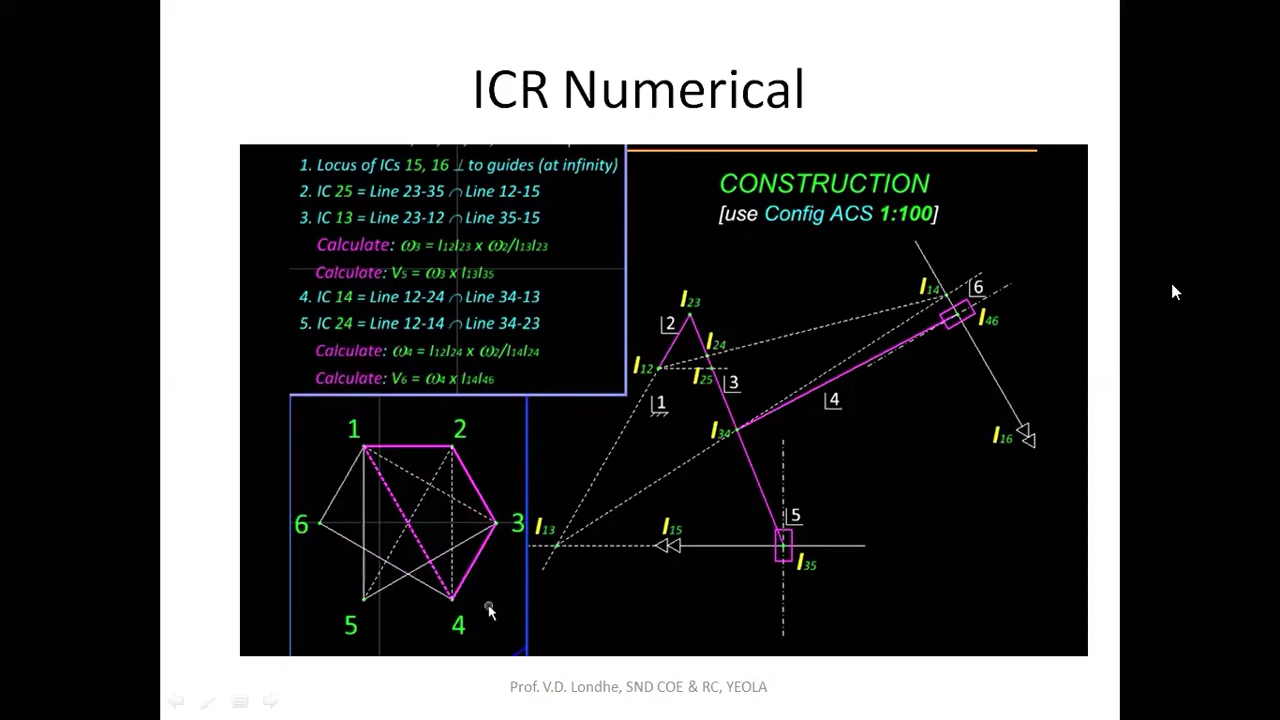 ICR Numerical
1. Locus of ICs 15, 16 ⊥ to guides (at infinity)
2. IC 25 = Line 23-35 ∩ Line 12-15
3. IC 13 = Line 23-12 ∩ Line 35-15
Calculate: ω3 = I12I23 x ω2/I13I23
Calculate: V5 = ω3 x I13I35
4. IC 14 = Line 12-24 ∩ Line 34-13
5. IC 24 = Line 12-14 ∩ Line 34-23
Calculate: ω4 = I12I24 x ω2/I14I24
Calculate: V6 = ω4 x I14I46
CONSTRUCTION
[use Config ACS 1:100]
I14
6
I46
I23
2
I24
I12
I25
3
1
4
I34
I16
I13
I15
5
I35
1
2
6
3
5
4
Prof. V.D. Londhe, SND COE & RC, YEOLA